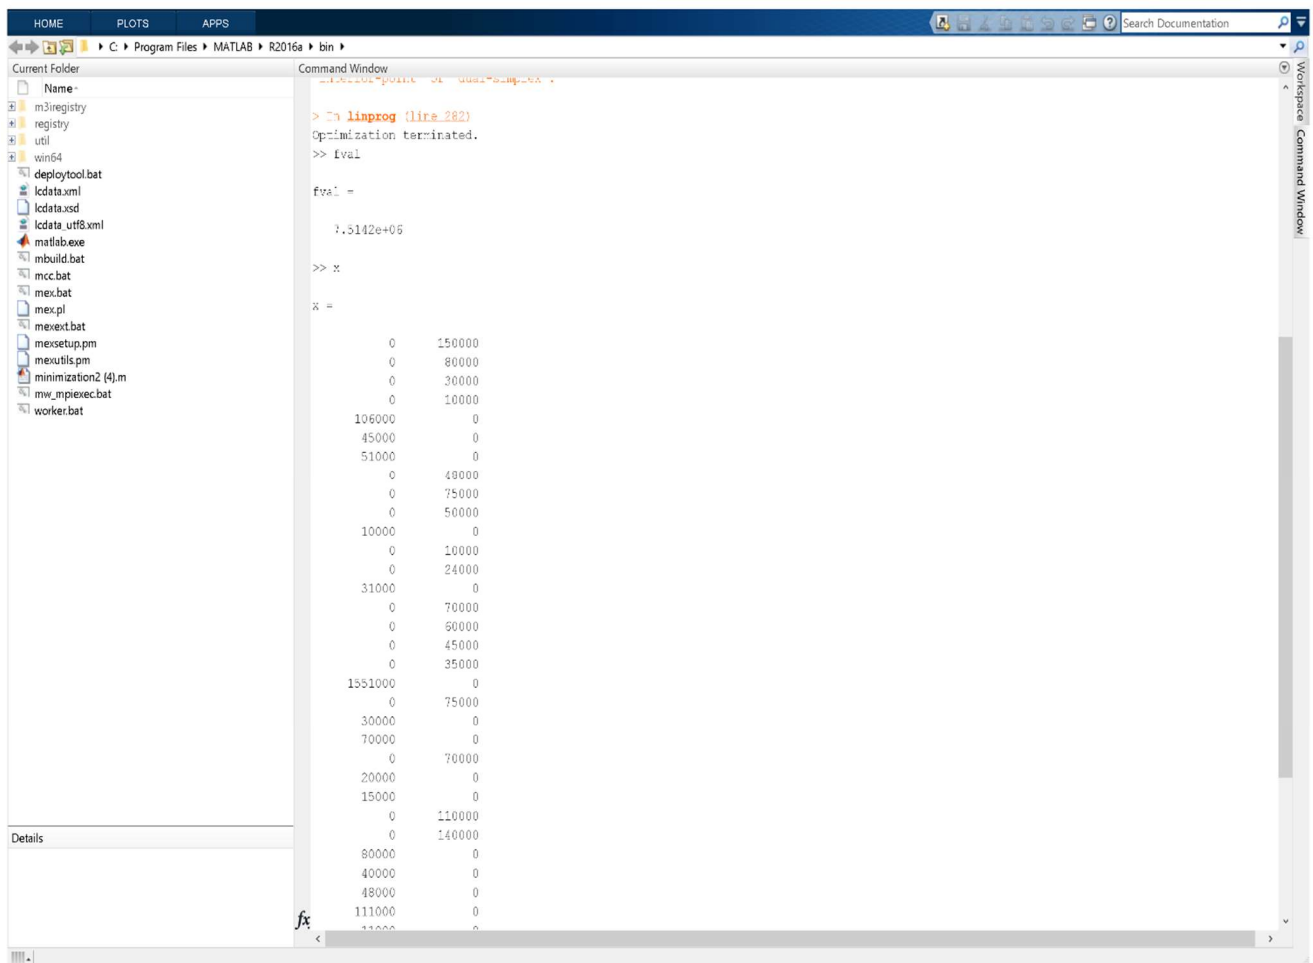 HOME PLOTS APPS
Search Documentation
C: Program Files MATLAB R2016a bin
Current Folder
Name
m3iregistry
registry
util
win64
deploytool.bat
lcdata.xml
lcdata.xsd
lcdata_utf8.xml
matlab.exe
mbuild.bat
mcc.bat
mex.bat
mex.pl
mexext.bat
mexsetup.pm
mexutils.pm
minimization2 (4).m
mw_mpiexec.bat
worker.bat
Details
Command Window
> In linprog (line 282)
Optimization terminated.
>> fval
fval =
7.5142e+06
>> x
x =
0 150000
0 80000
0 30000
0 10000
106000 0
45000 0
51000 0
0
0 75000
0 50000
10000 0
0 10000
0 24000
31000 0
0 70000
0 60000
0 45000
0 35000
1551000 0
0 75000
30000 0
70000 0
0 70000
20000 0
15000 0
0 110000
0 140000
80000 0
40000 0
48000 0
111000 0
fx
Workspace
Command Window